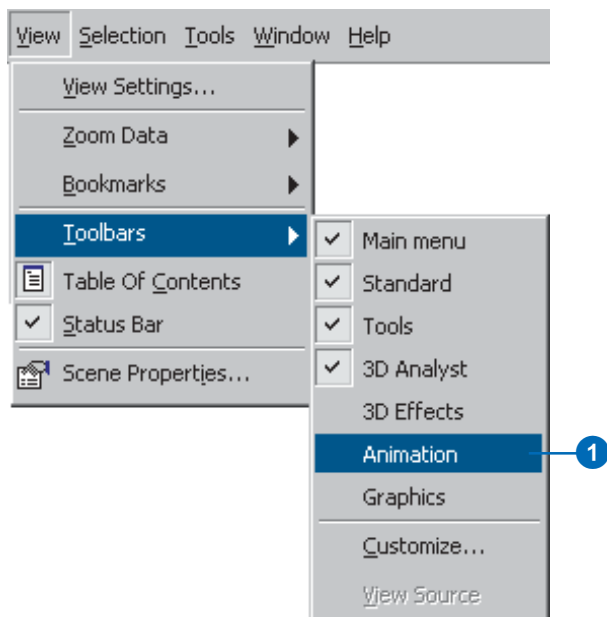 View Selection Tools Window Help
View Settings...
Zoom Data
Bookmarks
Toolbars
Table Of Contents
Status Bar
Scene Properties...
Main menu
Standard
Tools
3D Analyst
3D Effects
Animation
1
Graphics
Customize...
View Source